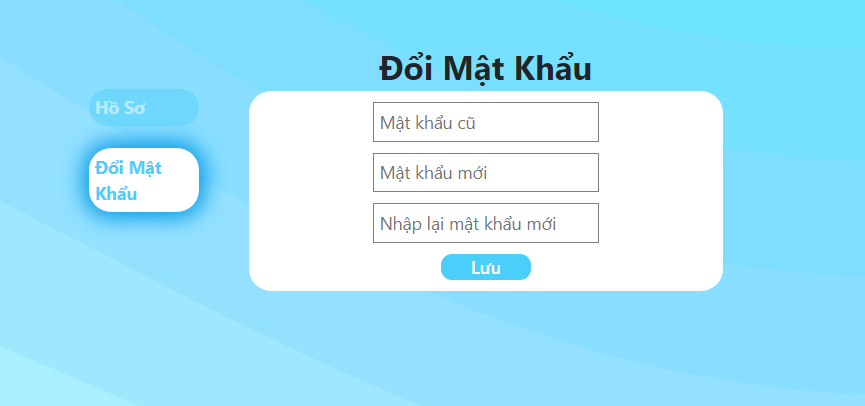 Đổi Mật Khẩu
Hồ Sơ
Đổi Mật
Khẩu
Mật khẩu cũ
Mật khẩu mới
Nhập lại mật khẩu mới
Lưu